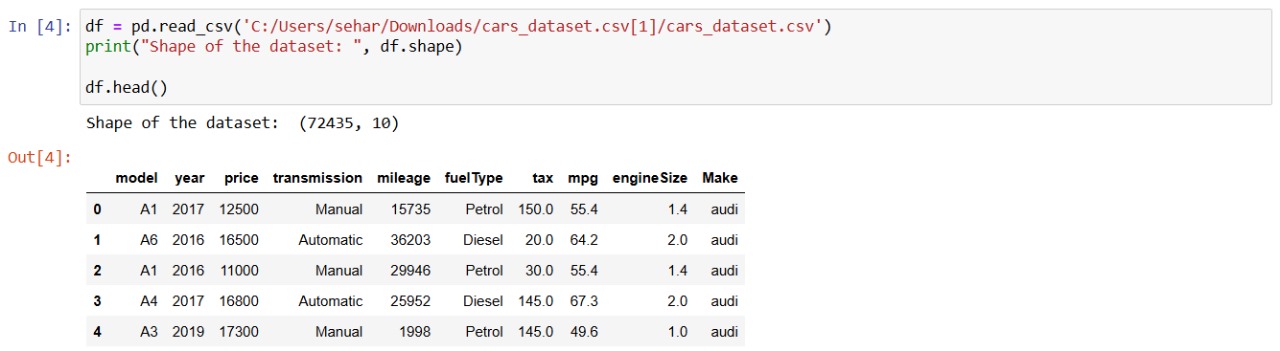 In [4]: df = pd.read_csv('C:/Users/sehar/Downloads/cars_dataset.csv[1]/cars_dataset.csv')
print("Shape of the dataset: ", df.shape)
df.head()
Shape of the dataset:  (72435, 10)
Out[4]:
model year price transmission mileage fuelType tax mpg engineSize Make
0 A1 2017 12500 Manual 15735 Petrol 150.0 55.4 1.4 audi
1 A6 2016 16500 Automatic 36203 Diesel 20.0 64.2 2.0 audi
2 A1 2016 11000 Manual 29946 Petrol 30.0 55.4 1.4 audi
3 A4 2017 16800 Automatic 25952 Diesel 145.0 67.3 2.0 audi
4 A3 2019 17300 Manual 1998 Petrol 145.0 49.6 1.0 audi